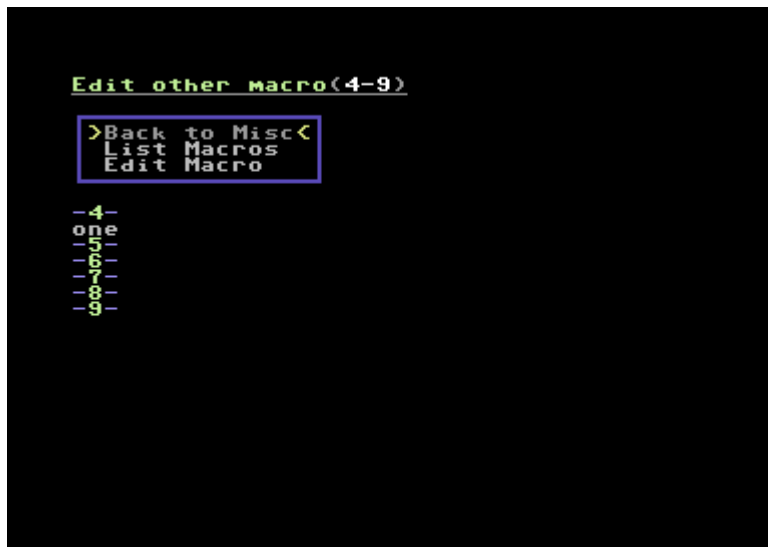 Edit other macro(4-9)
>Back to Misc<
List Macros
Edit Macro
-4-
one
-5-
-6-
-7-
-8-
-9-